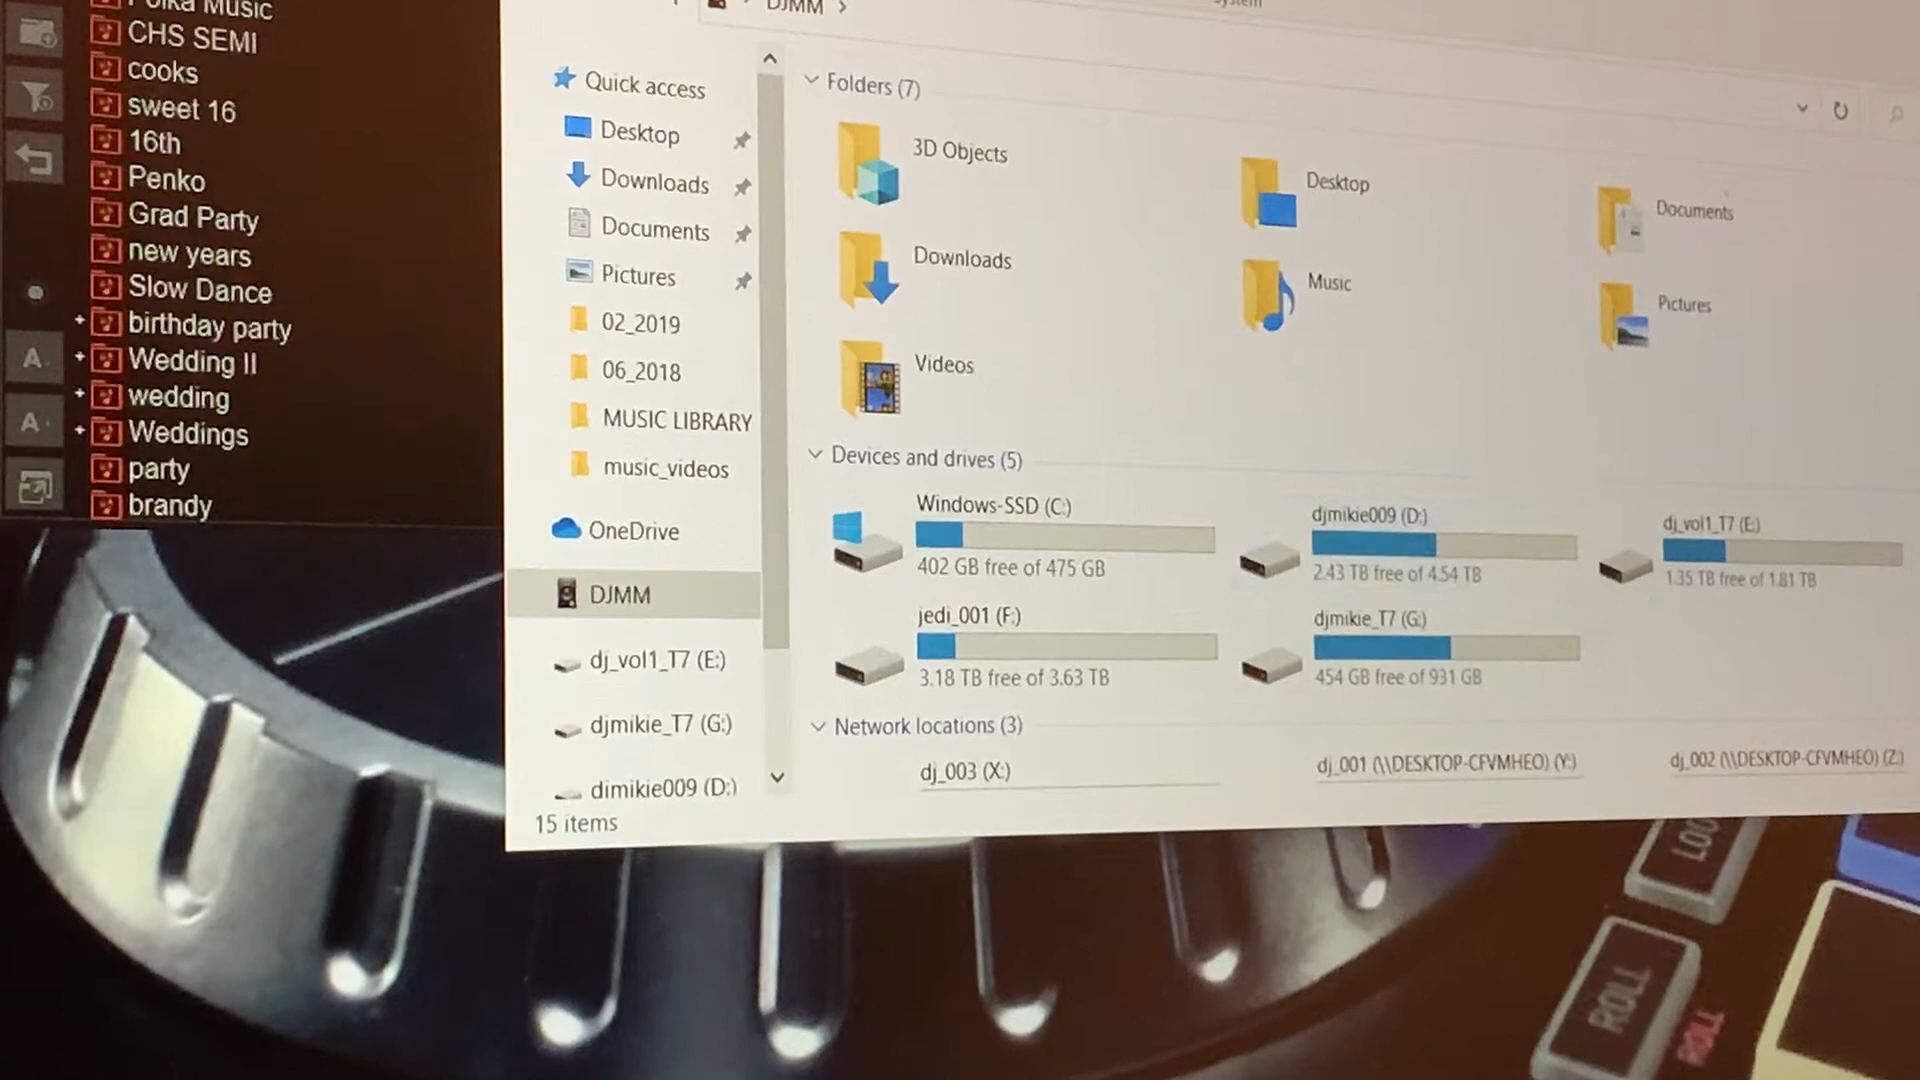 Polka Music
CHS SEMI
cooks
sweet 16
16th
Penko
Grad Party
new years
Slow Dance
birthday party
Wedding II
wedding
Weddings
party
brandy
A
A
DJMM
Quick access
Desktop
Downloads
Documents
Pictures
02_2019
06_2018
MUSIC LIBRARY
music_videos
OneDrive
DJMM
dj_vol1_T7 (E:)
djmikie_T7 (G:)
djmikie009 (D:)
15 items
Folders (7)
3D Objects
Desktop
Documents
Downloads
Music
Pictures
Videos
Devices and drives (5)
Windows-SSD (C:)
402 GB free of 475 GB
djmikie009 (D:)
2.43 TB free of 4.54 TB
dj_vol1_T7 (E:)
1.35 TB free of 1.81 TB
jedi_001 (F:)
3.18 TB free of 3.63 TB
djmikie_T7 (G:)
454 GB free of 931 GB
Network locations (3)
dj_003 (X:)
dj_001 (\\DESKTOP-CFVMHEO) (Y:)
dj_002 (\\DESKTOP-CFVMHEO) (Z:)
ROLL
ROLL